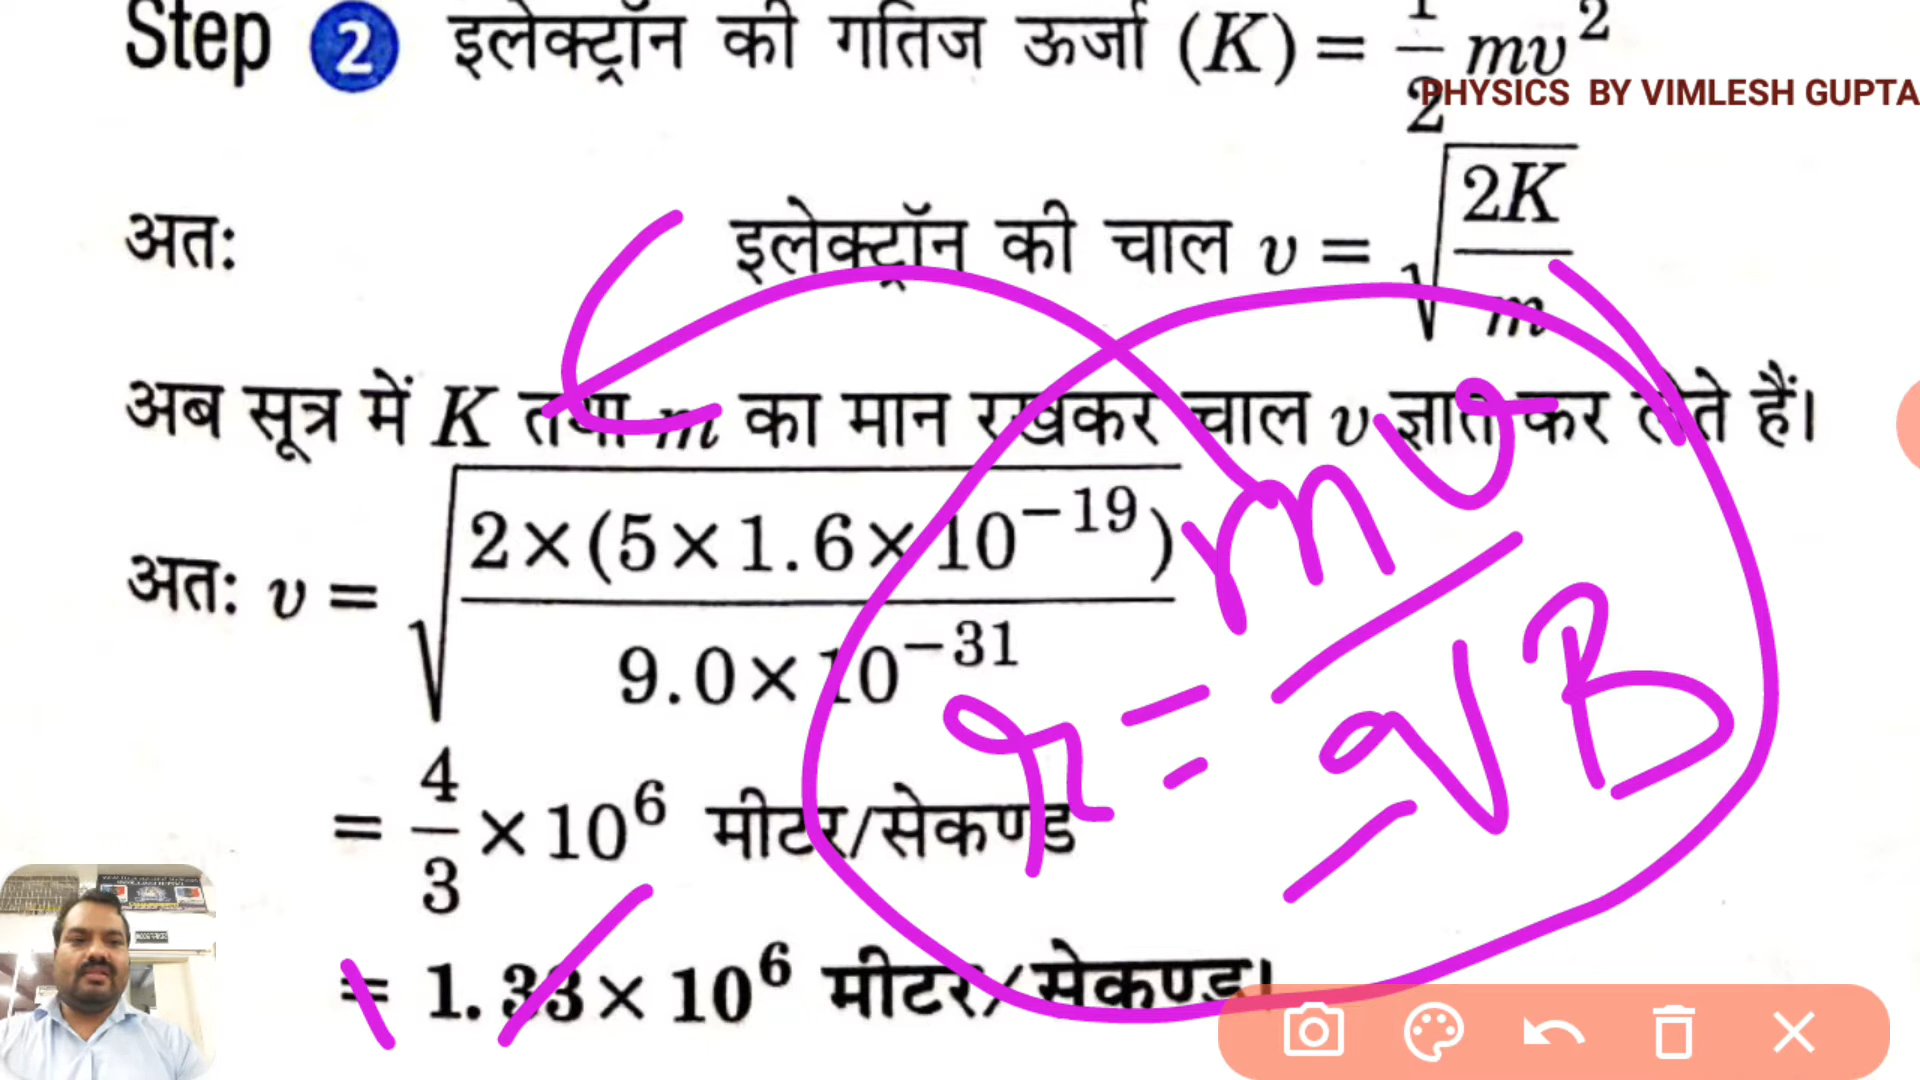 Step 2 इलेक्ट्रॉन की गतिज ऊर्जा (K) = 1/2 mv²
PHYSICS BY VIMLESH GUPTA
अतः इलेक्ट्रॉन की चाल v = √(2K/m)
अब सूत्र में K तथा m का मान रखकर चाल v ज्ञात कर लेते हैं।
अतः v = √(2×(5×1.6×10⁻¹⁹)/9.0×10⁻³¹)
r = mv/qB
= 4/3 ×10⁶ मीटर/सेकण्ड
= 1.33×10⁶ मीटर/सेकण्ड।